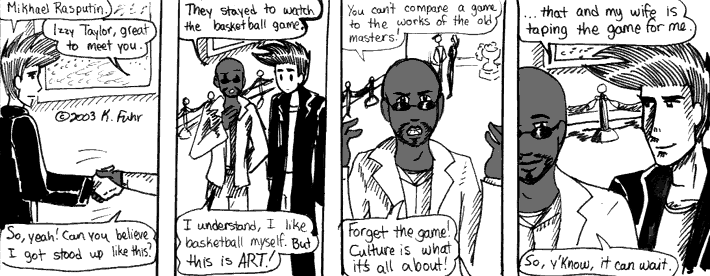 Mikhael Rasputin.
Izzy Taylor, great
to meet you.
©2003 K. Fuhr
So, yeah! Can you believe
I got stood up like this?
They stayed to watch
the basketball game.
I understand, I like
basketball myself. But
this is ART!
You can't compare a game
to the works of the old
masters!
Forget the game!
Culture is what
it's all about!
... that and my wife is
taping the game for me.
So, y'know, it can wait.